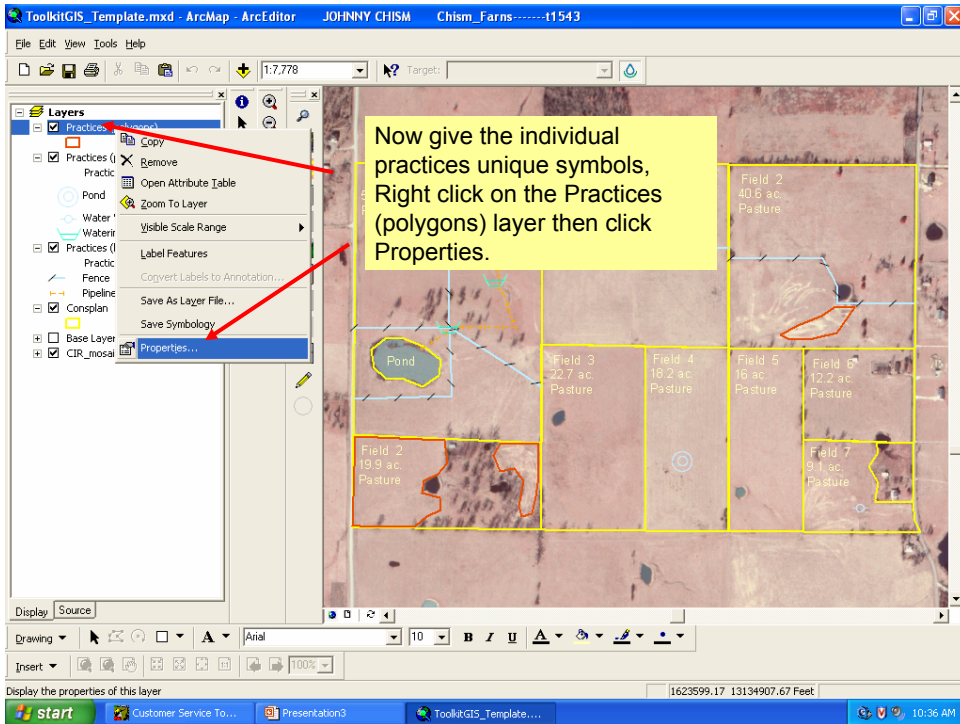 ToolkitGIS_Template.mxd - ArcMap - ArcEditor JOHNNY CHISM Chism_Farns-------t1543
File Edit View Tools Help
1:7,778
Target:
Layers
Practices (polygons)
Copy
Remove
Open Attribute Table
Zoom To Layer
Visible Scale Range
Label Features
Convert Labels to Annotation...
Save As Layer File...
Save Symbology
Properties...
Practices (
Practic
Pond
Water
Waterin
Practices (
Practic
Fence
Pipeline
Consplan
Base Layer
CIR_mosai
Now give the individual
practices unique symbols,
Right click on the Practices
(polygons) layer then click
Properties.
Field 2
40.6 ac.
Pasture
Pond
Field 3
22.7 ac.
Pasture
Field 4
18.2 ac.
Pasture
Field 5
16 ac.
Pasture
Field 6
12.2 ac.
Pasture
Field 2
19.9 ac.
Pasture
Field 7
9.1 ac.
Pasture
Display Source
Drawing A Arial 10 B I U A
Insert 1:1 100%
Display the properties of this layer
1623599.17 13134907.67 Feet
start Customer Service To... Presentation3 ToolkitGIS_Template.... 10:36 AM